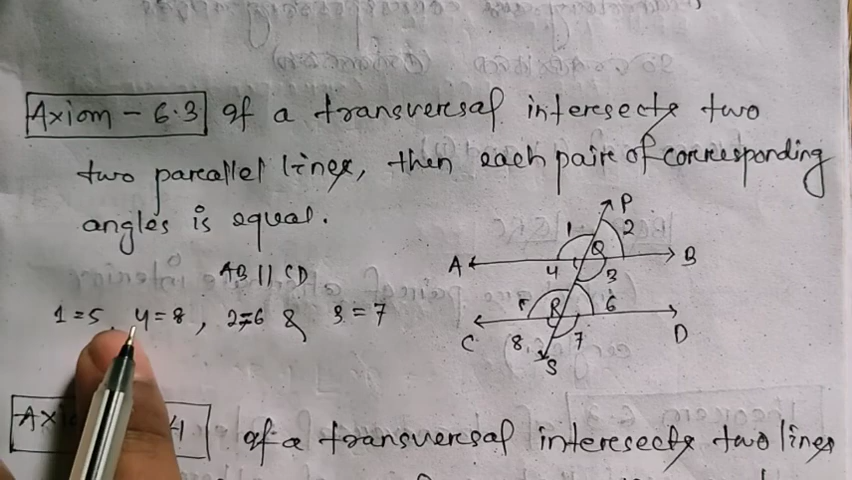 Axiom - 6.3 If a transversal intersects two
two parallel lines, then each paire of corresponding
angles is equal.
AB || CD
1 = 5, 4 = 8, 2 = 6 & 3 = 7
P
1 2
A Q B
4 3
5 R 6
C 8 7 D
S
If a transversal intersects two lines